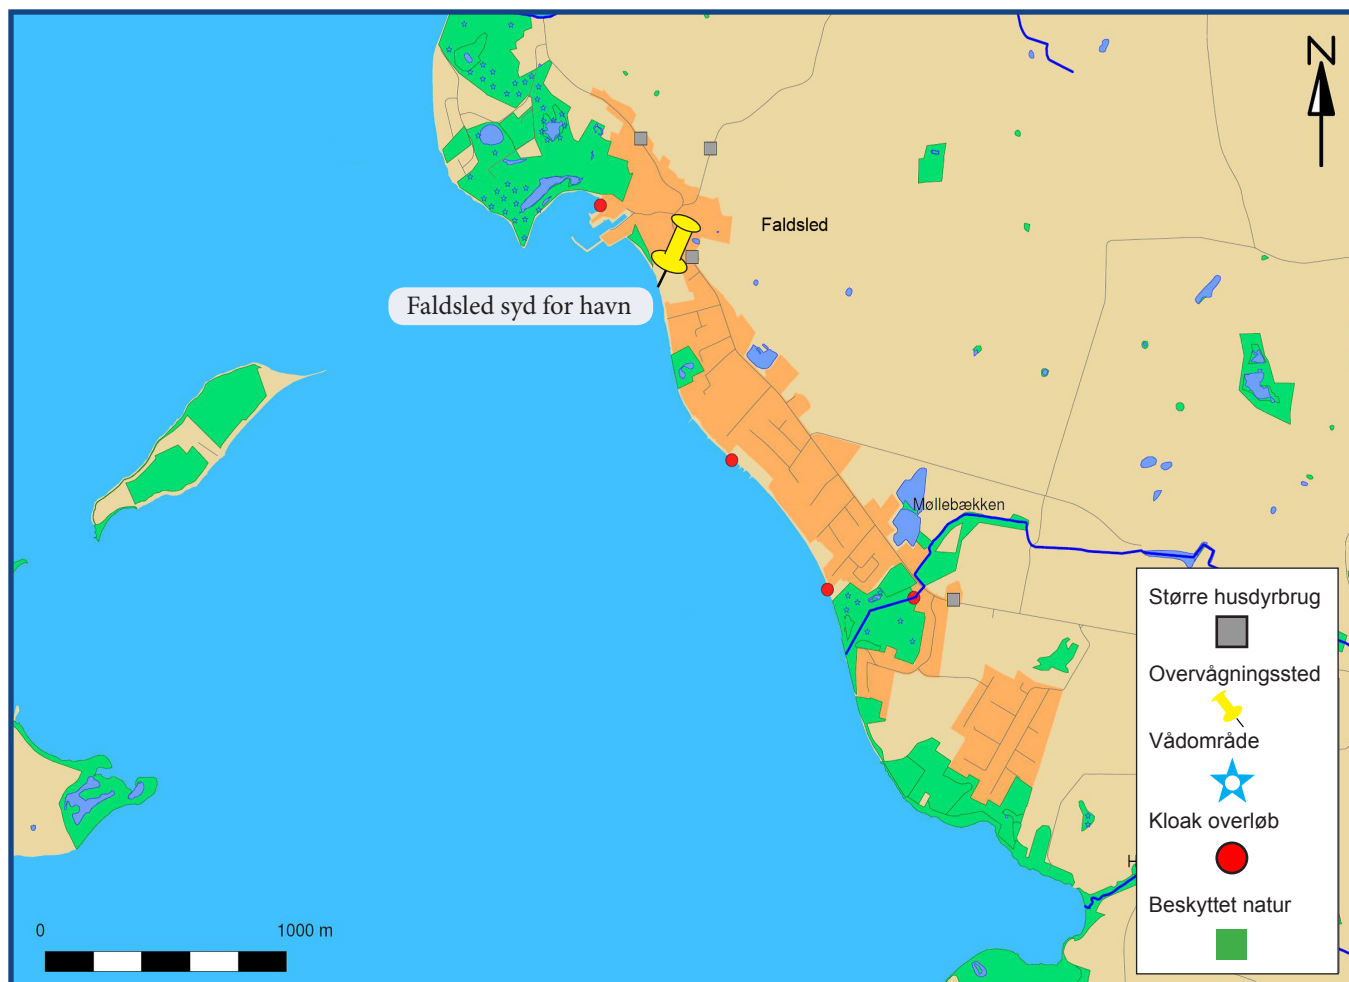 N
Faldsled
Faldsled syd for havn
Møllebækken
Større husdyrbrug
Overvågningssted
Vådområde
Kloak overløb
H
Beskyttet natur
0 1000 m